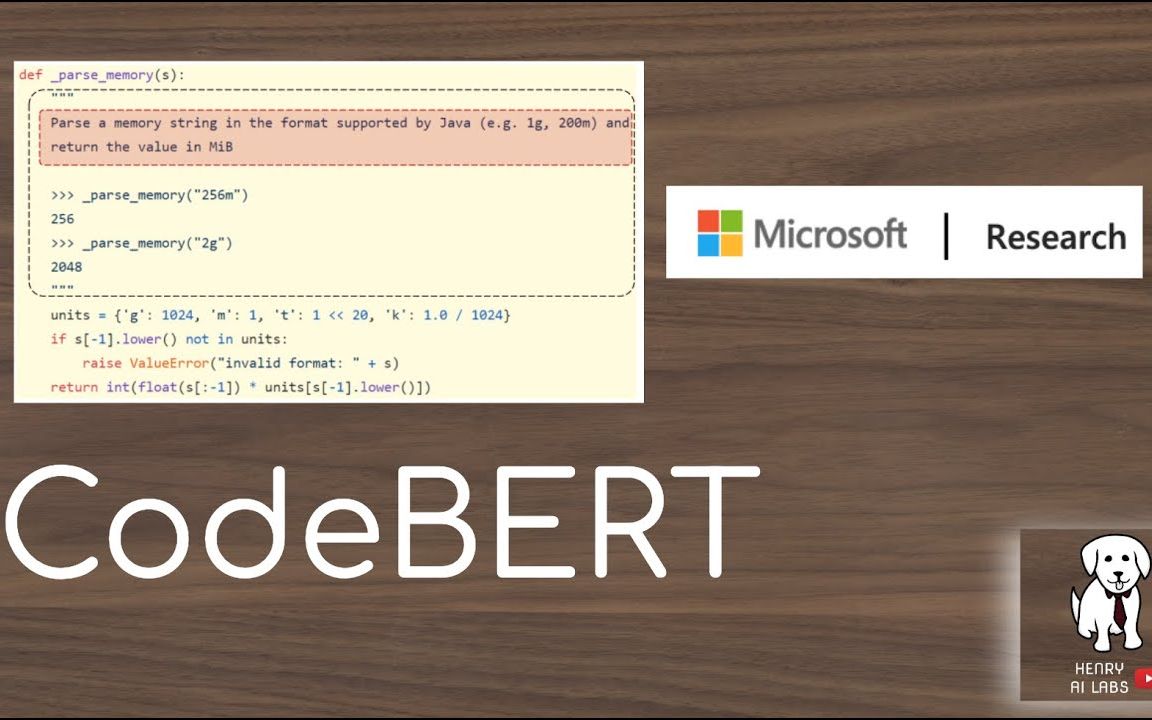 def _parse_memory(s):
"""
Parse a memory string in the format supported by Java (e.g. 1g, 200m) and
return the value in MiB
>>> _parse_memory("256m")
256
>>> _parse_memory("2g")
2048
"""
units = {'g': 1024, 'm': 1, 't': 1 << 20, 'k': 1.0 / 1024}
if s[-1].lower() not in units:
raise ValueError("invalid format: " + s)
return int(float(s[:-1]) * units[s[-1].lower()])
Microsoft | Research
CodeBERT
HENRY
AI LABS